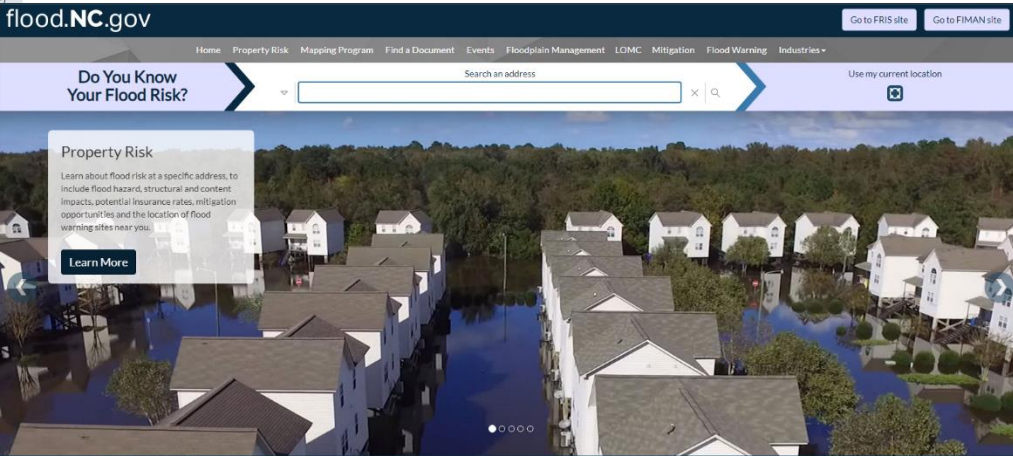 flood.NC.gov
Go to FRIS site
Go to FIMAN site
Home Property Risk Mapping Program Find a Document Events Floodplain Management LOMC Mitigation Flood Warning Industries
Do You Know
Your Flood Risk?
Search an address
Use my current location
Property Risk
Learn about flood risk at a specific address, to
include flood hazard, structural and content
impacts, potential insurance rates, mitigation
opportunities and the location of flood
warning sites near you.
Learn More